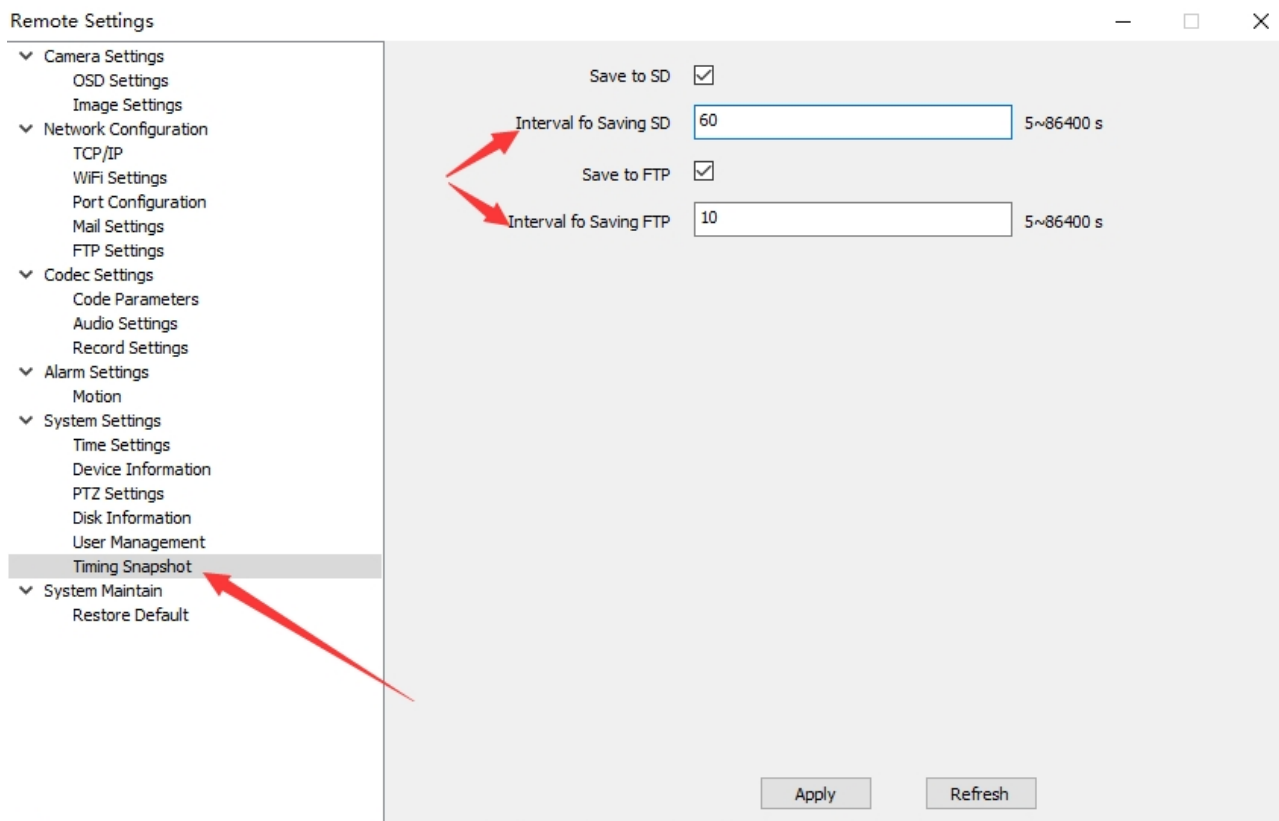 Remote Settings
Camera Settings
OSD Settings
Image Settings
Network Configuration
TCP/IP
WiFi Settings
Port Configuration
Mail Settings
FTP Settings
Codec Settings
Code Parameters
Audio Settings
Record Settings
Alarm Settings
Motion
System Settings
Time Settings
Device Information
PTZ Settings
Disk Information
User Management
Timing Snapshot
System Maintain
Restore Default
Save to SD
Interval fo Saving SD 60 5~86400 s
Save to FTP
Interval fo Saving FTP 10 5~86400 s
Apply Refresh